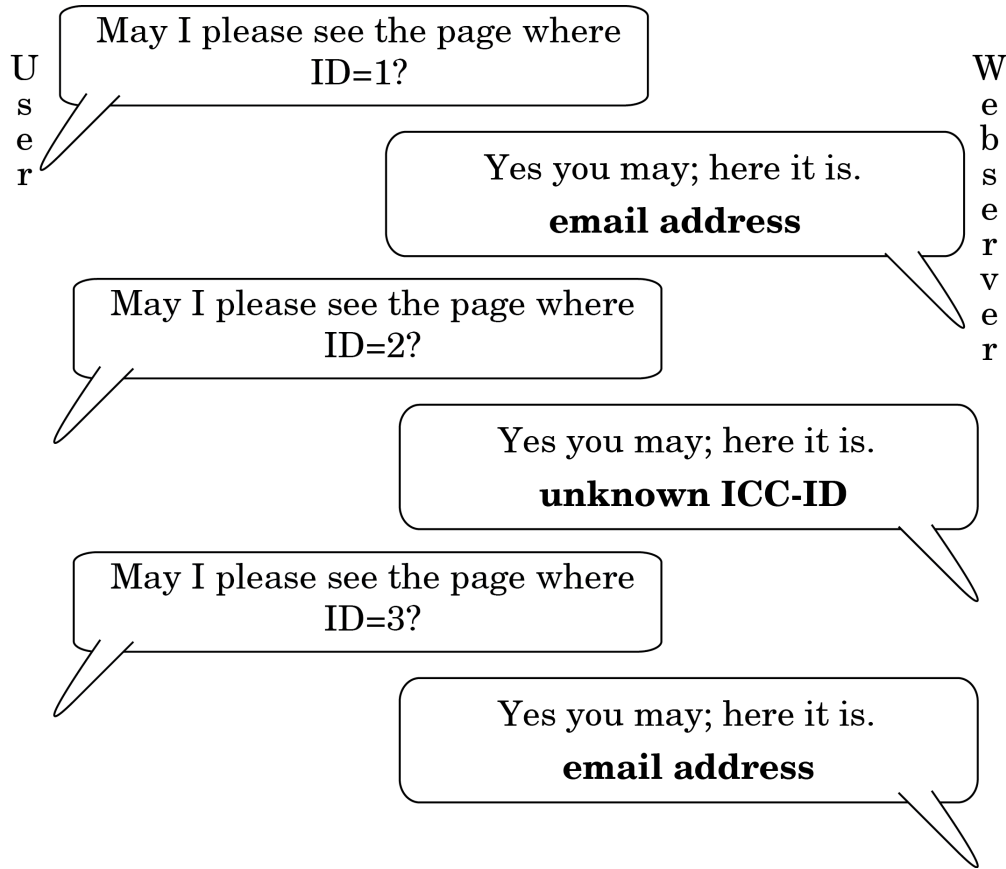 User
Webserver
May I please see the page where
ID=1?
Yes you may; here it is.
email address
May I please see the page where
ID=2?
Yes you may; here it is.
unknown ICC-ID
May I please see the page where
ID=3?
Yes you may; here it is.
email address